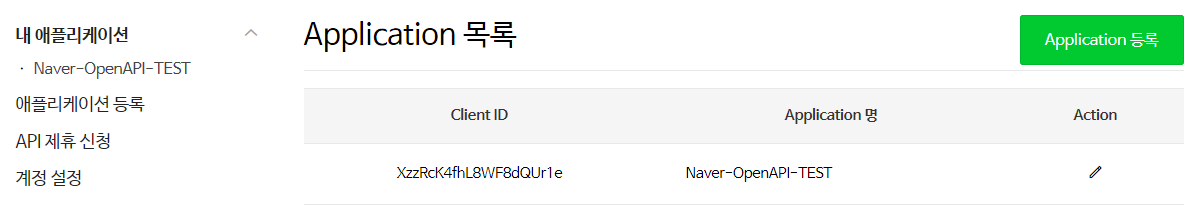 내 애플리케이션
· Naver-OpenAPI-TEST
애플리케이션 등록
API 제휴 신청
계정 설정
Application 목록
Application 등록
Client ID Application 명 Action
XzzRcK4fhL8WF8dQUr1e Naver-OpenAPI-TEST